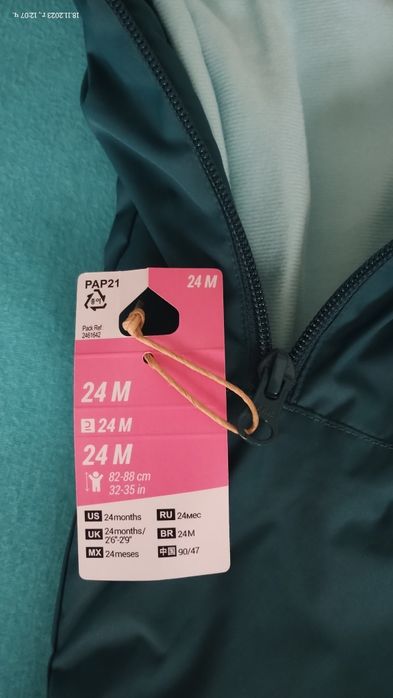 18.11.2023 г., 12:07 ч.
PAP21
24 M
Pack Ref
2461642
24 M
24 M
24 M
82-88 cm
32-35 in
US 24months
RU 24мес
UK 24months/
2'6"-2'9"
BR 24M
MX 24meses
中国 90/47